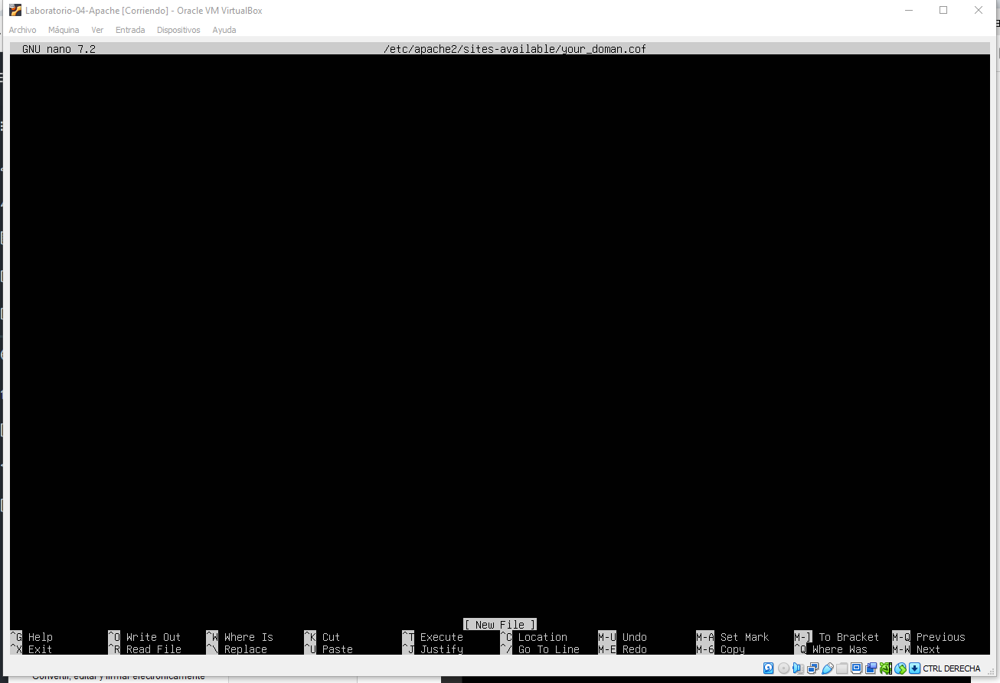 Laboratorio-04-Apache [Corriendo] - Oracle VM VirtualBox
Archivo Máquina Ver Entrada Dispositivos Ayuda
GNU nano 7.2 /etc/apache2/sites-available/your_doman.cof
[ New File ]
^G Help ^O Write Out ^W Where Is ^K Cut ^T Execute ^C Location M-U Undo M-A Set Mark M-] To Bracket M-Q Previous
^X Exit ^R Read File ^\ Replace ^U Paste ^J Justify ^/ Go To Line M-E Redo M-6 Copy ^Q Where Was M-W Next
CTRL DERECHA
Convertir, editar y firmar electrónicamente